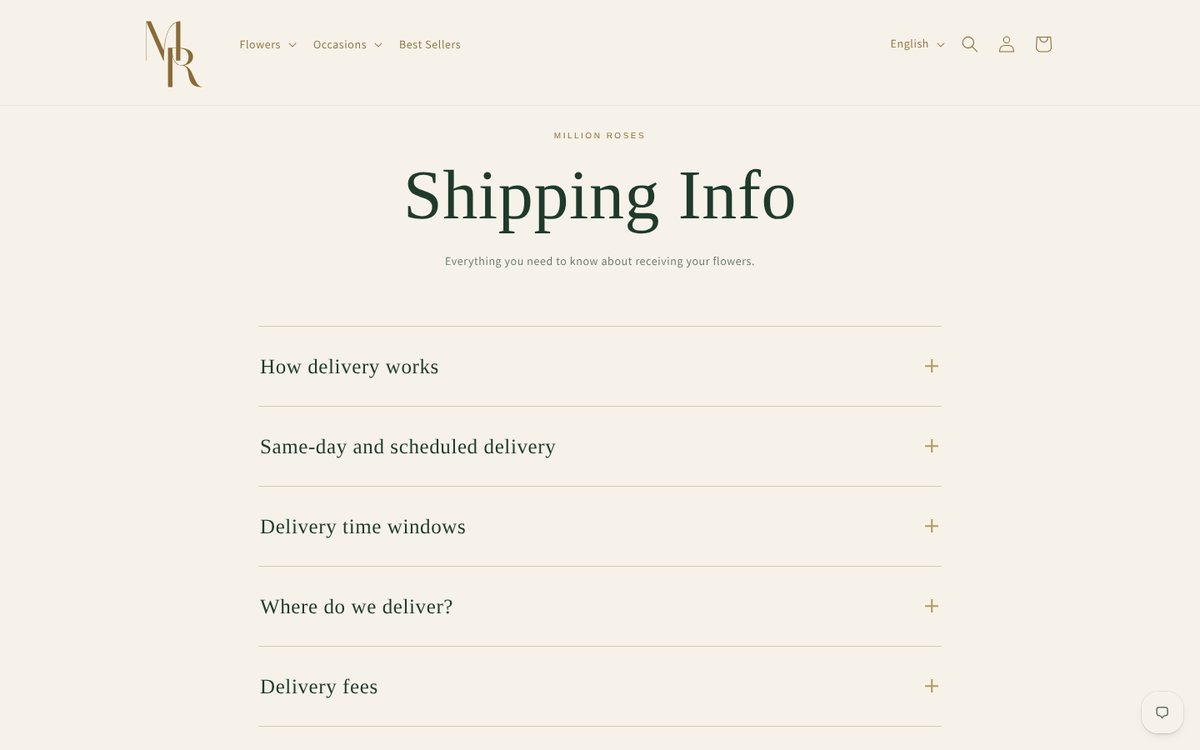 MR
Flowers
Occasions
Best Sellers
English
MILLION ROSES
Shipping Info
Everything you need to know about receiving your flowers.
How delivery works
Same-day and scheduled delivery
Delivery time windows
Where do we deliver?
Delivery fees